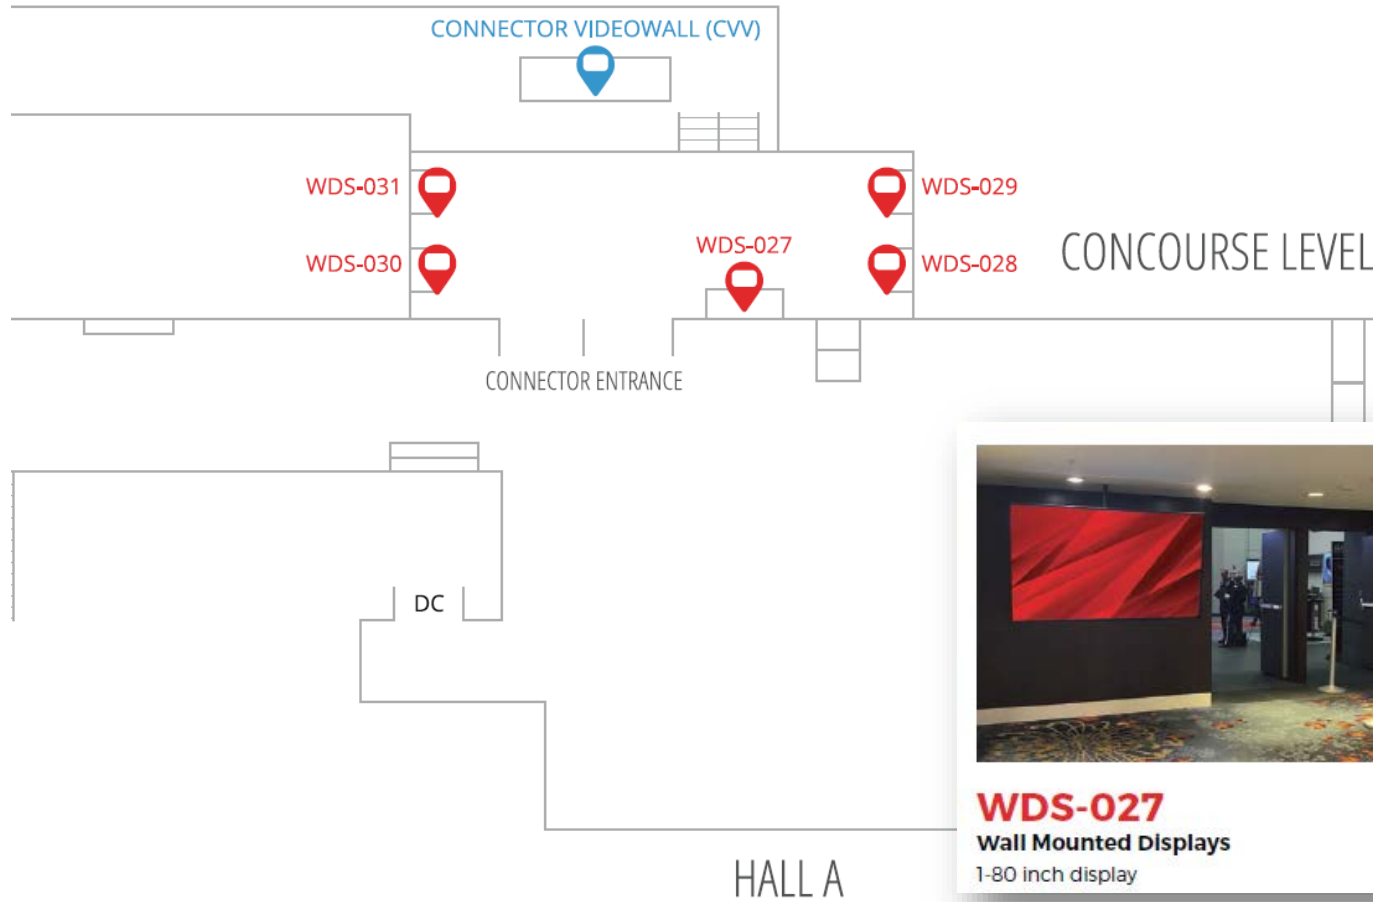 CONNECTOR VIDEOWALL (CVV)
WDS-031
WDS-029
WDS-027
WDS-030
WDS-028
CONCOURSE LEVEL
CONNECTOR ENTRANCE
DC
HALL A
WDS-027
Wall Mounted Displays
1-80 inch display